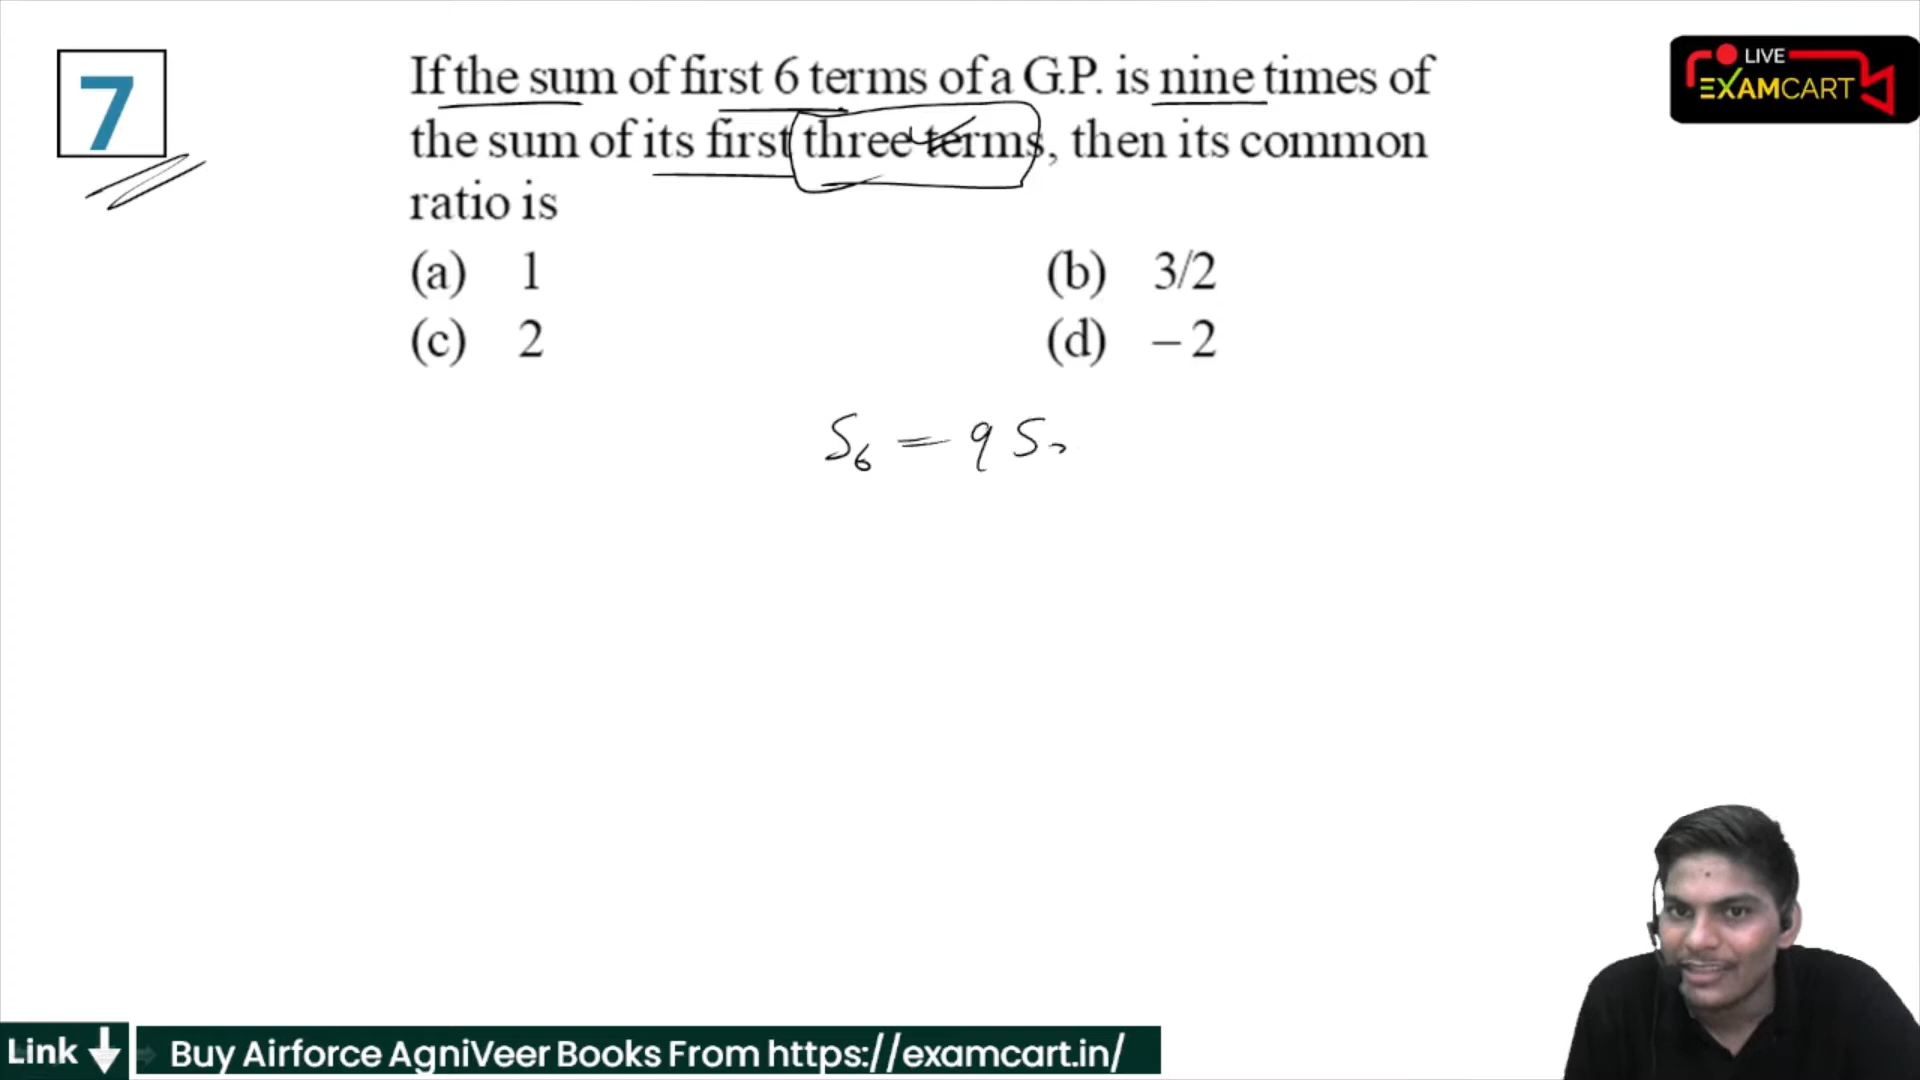 7
If the sum of first 6 terms of a G.P. is nine times of
the sum of its first three terms, then its common
ratio is
(a) 1 (b) 3/2
(c) 2 (d) – 2
S₆ = 9 S
LIVE
EXAMCART
Link
Buy Airforce AgniVeer Books From https://examcart.in/